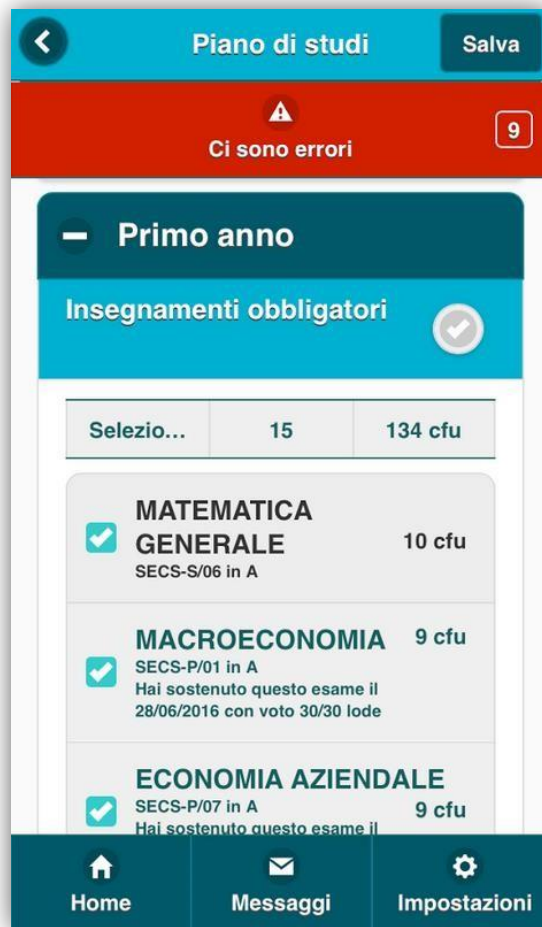 Piano di studi
Salva
Ci sono errori
9
Primo anno
Insegnamenti obbligatori
Selezio... 15 134 cfu
MATEMATICA
GENERALE
10 cfu
SECS-S/06 in A
MACROECONOMIA 9 cfu
SECS-P/01 in A
Hai sostenuto questo esame il
28/06/2016 con voto 30/30 lode
ECONOMIA AZIENDALE
SECS-P/07 in A
9 cfu
Hai sostenuto questo esame il
Home Messaggi Impostazioni